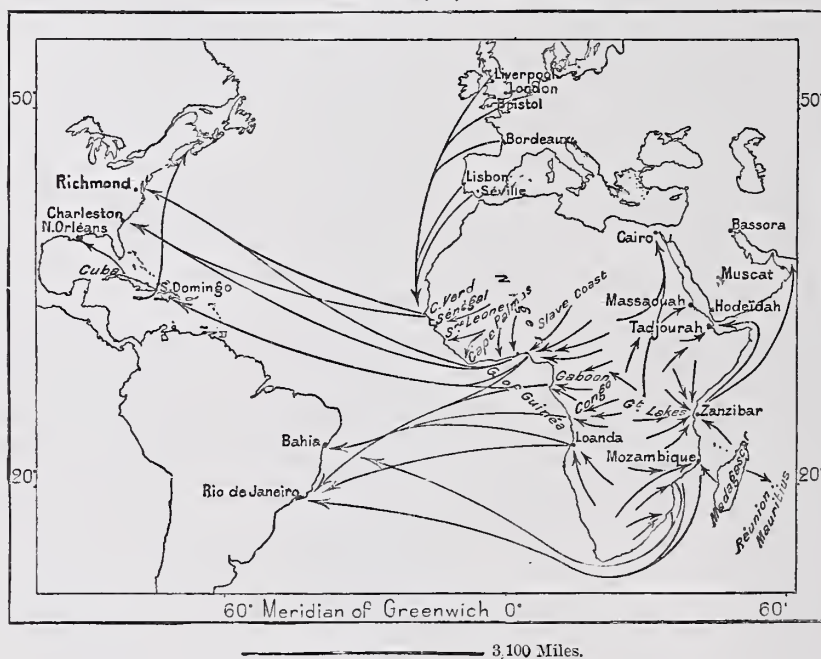 50°
50°
Liverpool
London
Bristol
Bordeaux
Richmond
Lisbon
Séville
Charleston
N.Orléans
Cairo
Bassora
Cuba
S.Domingo
Muscat
C.Verd
Sénégal
Sᵃ Leone
Cape Palmas
Slave Coast
Massaouah
Hodeïdah
Tadjourah
Gaboon
G. of Guinéa
Congo
Gᵗ Lakes
Zanzibar
Bahia
Loanda
Mozambique
20°
20°
Rio de Janeiro
Madagascar
Réunion
Mauritius
60° Meridian of Greenwich 0° 60°
3,100 Miles.